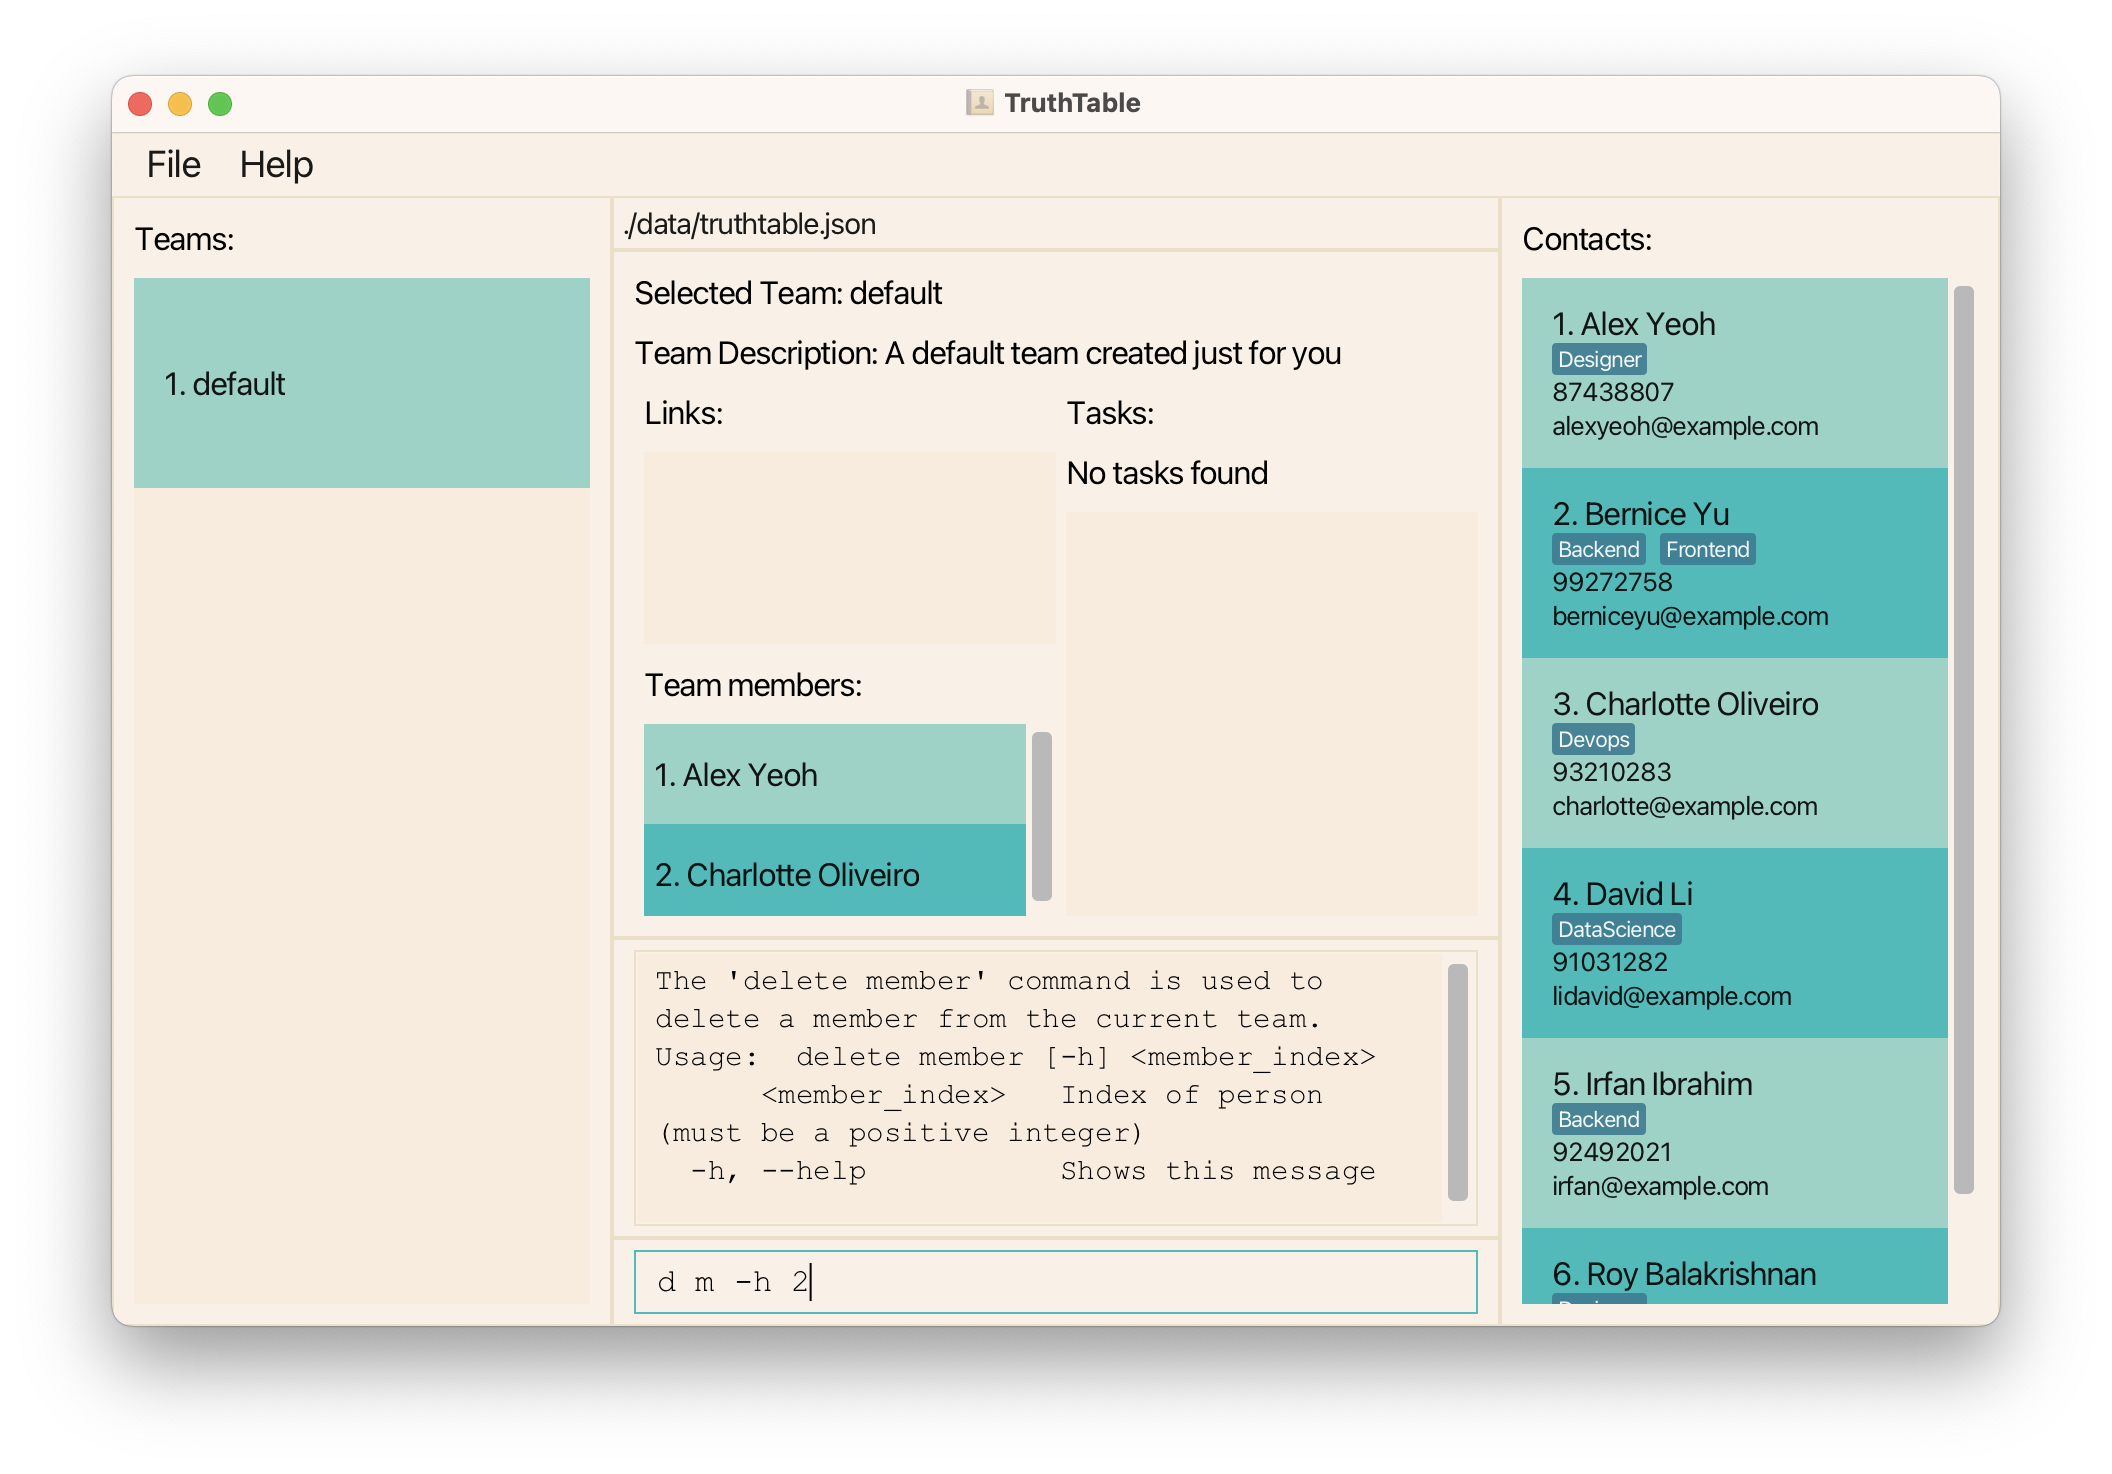 TruthTable
File Help
Teams:
1. default
./data/truthtable.json
Selected Team: default
Team Description: A default team created just for you
Links:
Tasks:
No tasks found
Team members:
1. Alex Yeoh
2. Charlotte Oliveiro
The 'delete member' command is used to
delete a member from the current team.
Usage:  delete member [-h] <member_index>
      <member_index>   Index of person
(must be a positive integer)
  -h, --help           Shows this message
d m -h 2
Contacts:
1. Alex Yeoh
Designer
87438807
alexyeoh@example.com
2. Bernice Yu
Backend Frontend
99272758
berniceyu@example.com
3. Charlotte Oliveiro
Devops
93210283
charlotte@example.com
4. David Li
DataScience
91031282
lidavid@example.com
5. Irfan Ibrahim
Backend
92492021
irfan@example.com
6. Roy Balakrishnan